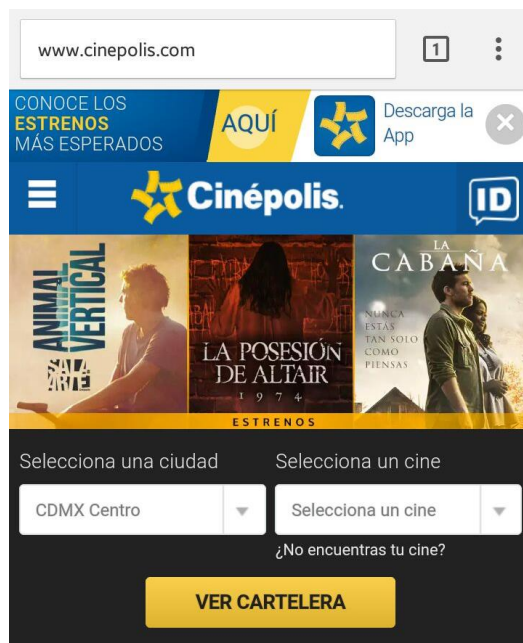 www.cinepolis.com
1
CONOCE LOS
ESTRENOS
MÁS ESPERADOS
AQUÍ
Descarga la
App
Cinépolis.
ID
ANIMAL
VERTICAL
SALA
ARTE
LA POSESIÓN
DE ALTAIR
1974
LA
CABAÑA
NUNCA
ESTÁS
TAN SOLO
COMO
PIENSAS
ESTRENOS
Selecciona una ciudad
Selecciona un cine
CDMX Centro
Selecciona un cine
¿No encuentras tu cine?
VER CARTELERA